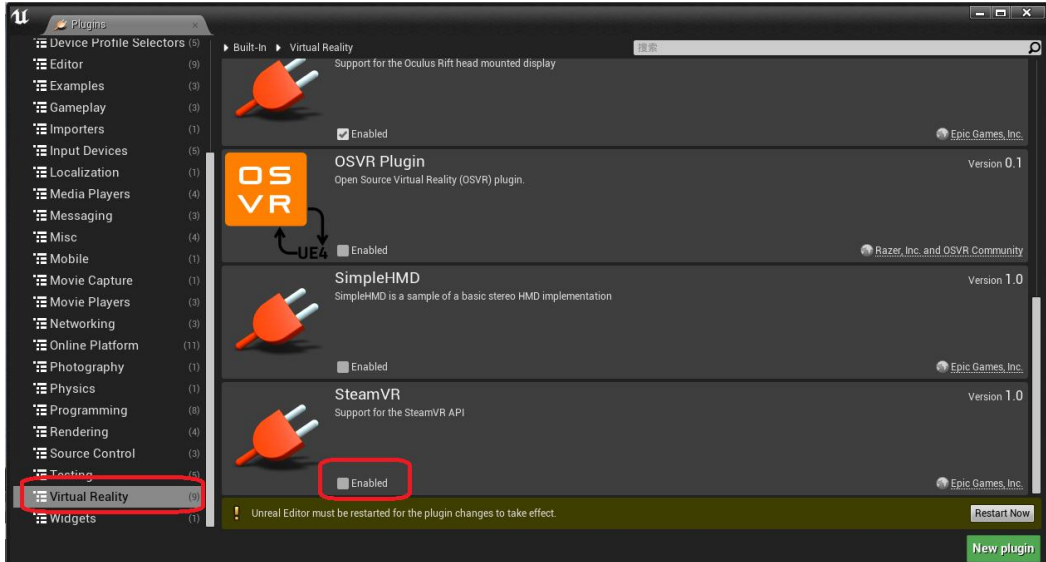 Plugins
Device Profile Selectors (5)
Editor (9)
Examples (3)
Gameplay (3)
Importers (1)
Input Devices (5)
Localization (1)
Media Players (4)
Messaging (3)
Misc (4)
Mobile (1)
Movie Capture (1)
Movie Players (3)
Networking (3)
Online Platform (11)
Photography (1)
Physics (1)
Programming (8)
Rendering (4)
Source Control (3)
Testing (5)
Virtual Reality (9)
Widgets (1)
Built-In Virtual Reality
搜索
Support for the Oculus Rift head mounted display
Enabled
Epic Games, Inc.
OS
VR
UE4
OSVR Plugin
Version 0.1
Open Source Virtual Reality (OSVR) plugin.
Enabled
Razer, Inc. and OSVR Community
SimpleHMD
Version 1.0
SimpleHMD is a sample of a basic stereo HMD implementation
Enabled
Epic Games, Inc.
SteamVR
Version 1.0
Support for the SteamVR API
Enabled
Epic Games, Inc.
Unreal Editor must be restarted for the plugin changes to take effect.
Restart Now
New plugin